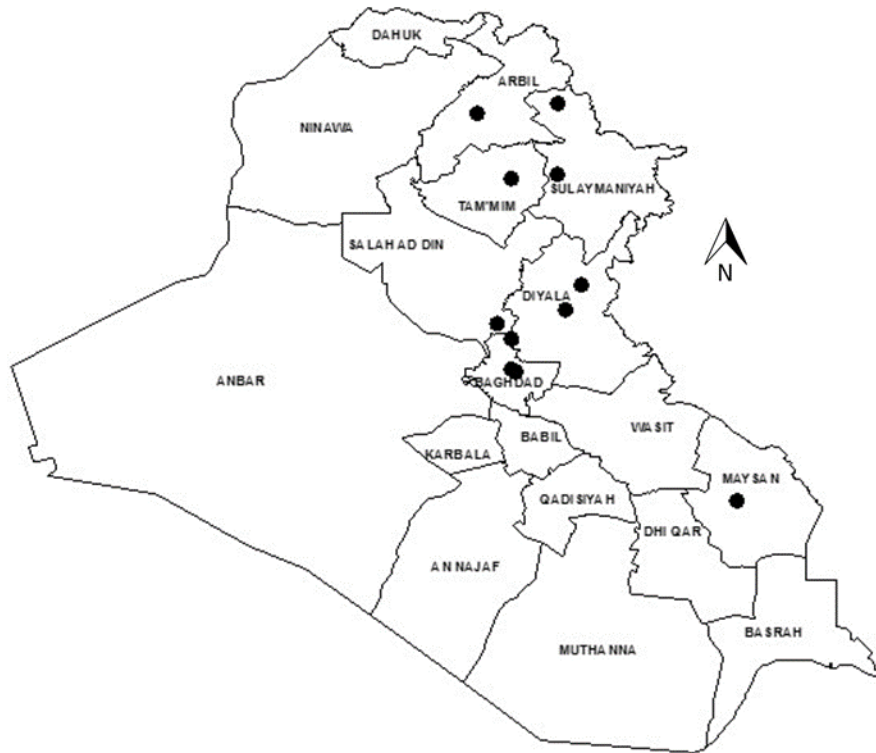 DAHUK
ARBIL
NINAWA
SULAYMANIYAH
TAM'MIM
SALAH AD DIN
N
DIYALA
ANBAR
BAGHDAD
WASIT
BABIL
KARBALA
MAYSAN
QADISIYAH
DHI QAR
AN NAJAF
BASRAH
MUTHANNA